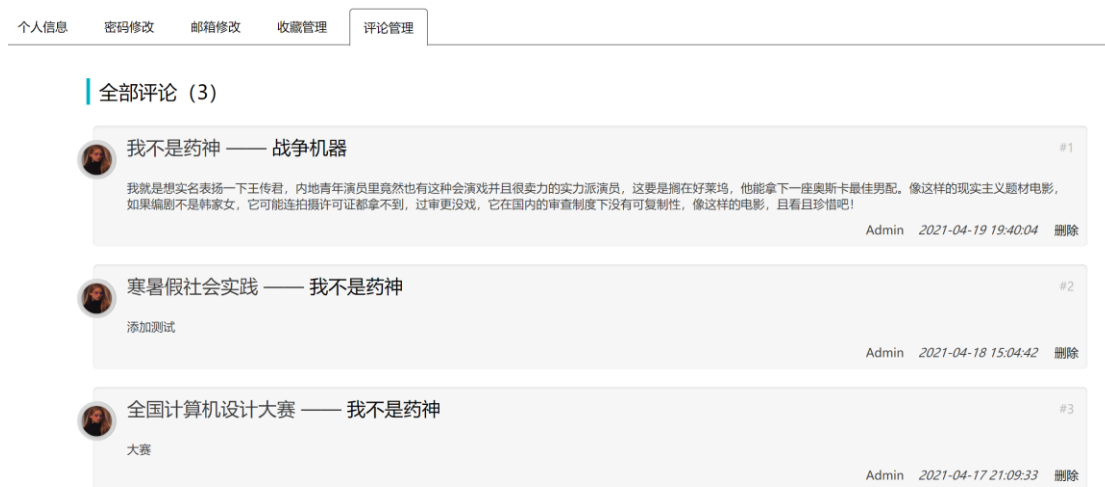 个人信息 密码修改 邮箱修改 收藏管理 评论管理
全部评论（3）
我不是药神 —— 战争机器 #1
我就是想实名表扬一下王传君，内地青年演员里竟然也有这种会演戏并且很卖力的实力派演员，这要是搁在好莱坞，他能拿下一座奥斯卡最佳男配。像这样的现实主义题材电影，
如果编剧不是韩家女，它可能连拍摄许可证都拿不到，过审更没戏，它在国内的审查制度下没有可复制性，像这样的电影，且看且珍惜吧！
Admin 2021-04-19 19:40:04 删除
寒暑假社会实践 —— 我不是药神 #2
添加测试
Admin 2021-04-18 15:04:42 删除
全国计算机设计大赛 —— 我不是药神 #3
大赛
Admin 2021-04-17 21:09:33 删除